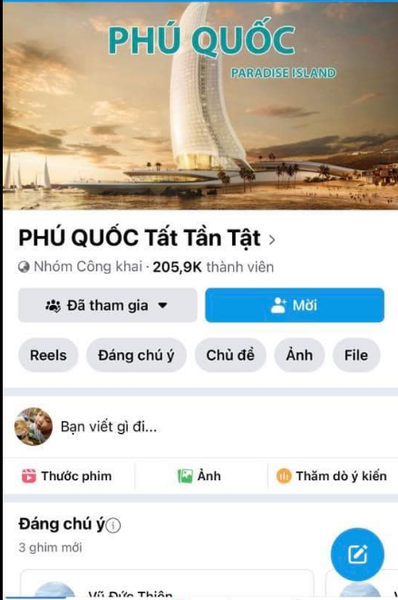 PHÚ QUỐC
PARADISE ISLAND
PHÚ QUỐC Tất Tần Tật >
Nhóm Công khai · 205,9K thành viên
Đã tham gia
Mời
Reels
Đáng chú ý
Chủ đề
Ảnh
File
Bạn viết gì đi...
Thước phim
Ảnh
Thăm dò ý kiến
Đáng chú ý
3 ghim mới
Vũ Đức Thiện